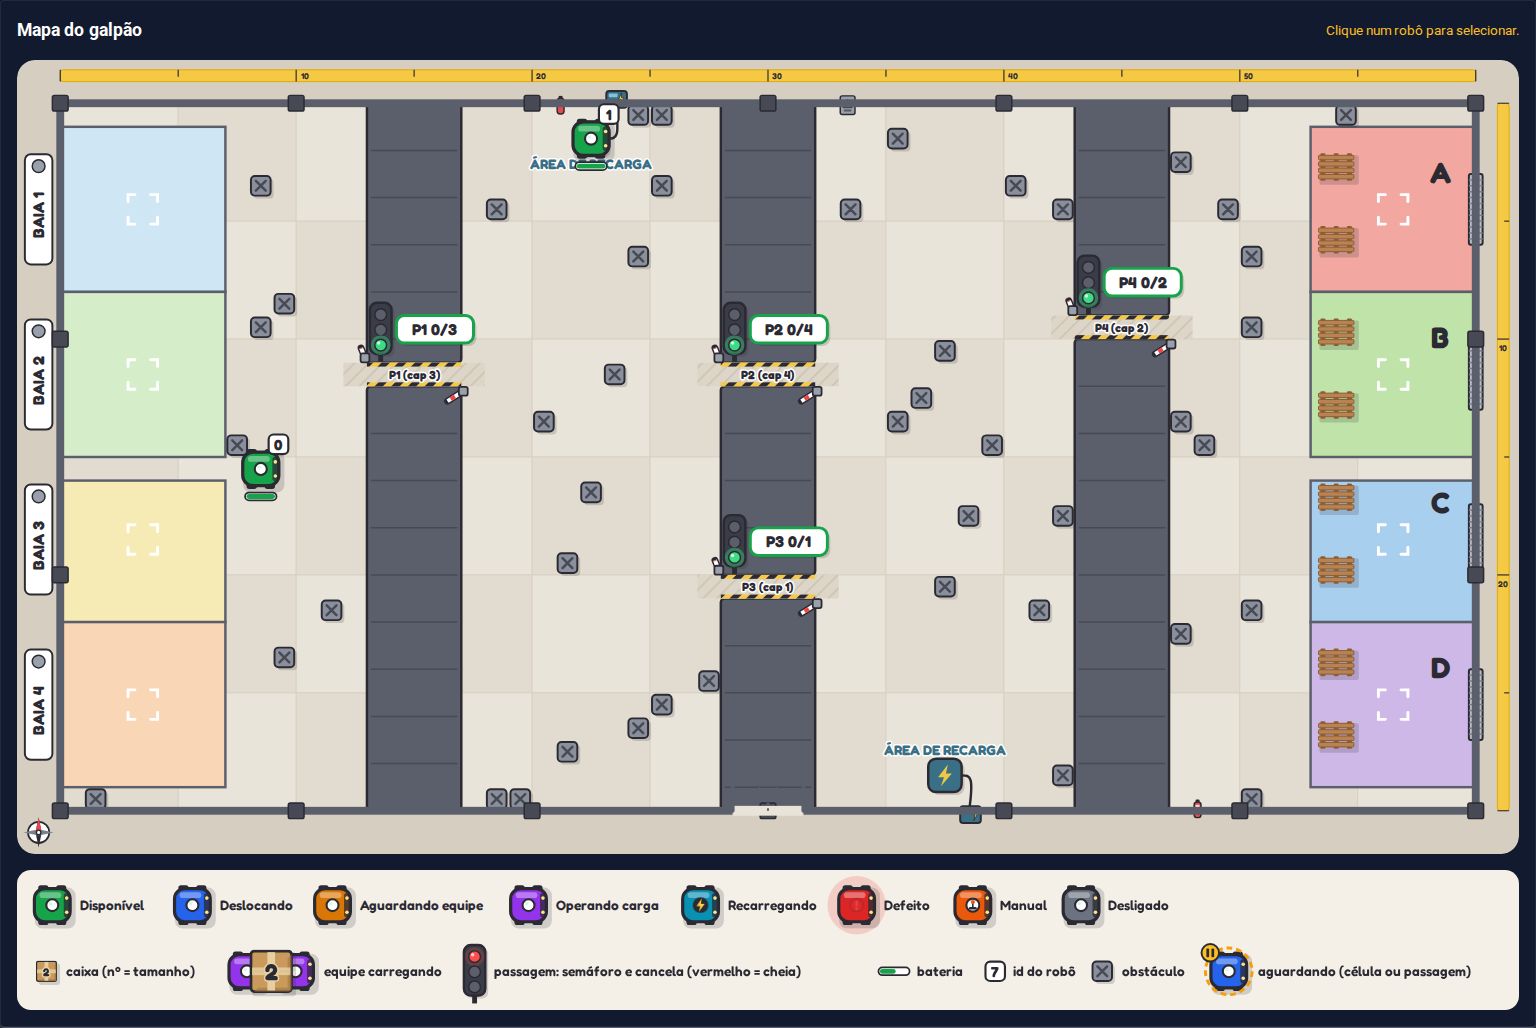 Mapa do galpão
Clique num robô para selecionar.
10
20
30
40
50
1
ÁREA DE RECARGA
BAIA 1
A
P4 0/2
P1 0/3
P2 0/4
P4 (cap 2)
BAIA 2
B
10
P1 (cap 3)
P2 (cap 4)
0
BAIA 3
C
P3 0/1
P3 (cap 1)
20
BAIA 4
D
ÁREA DE RECARGA
Disponível
Deslocando
Aguardando equipe
Operando carga
Recarregando
Defeito
Manual
Desligado
2
caixa (nº = tamanho)
2
equipe carregando
passagem: semáforo e cancela (vermelho = cheia)
bateria
7
id do robô
obstáculo
aguardando (célula ou passagem)